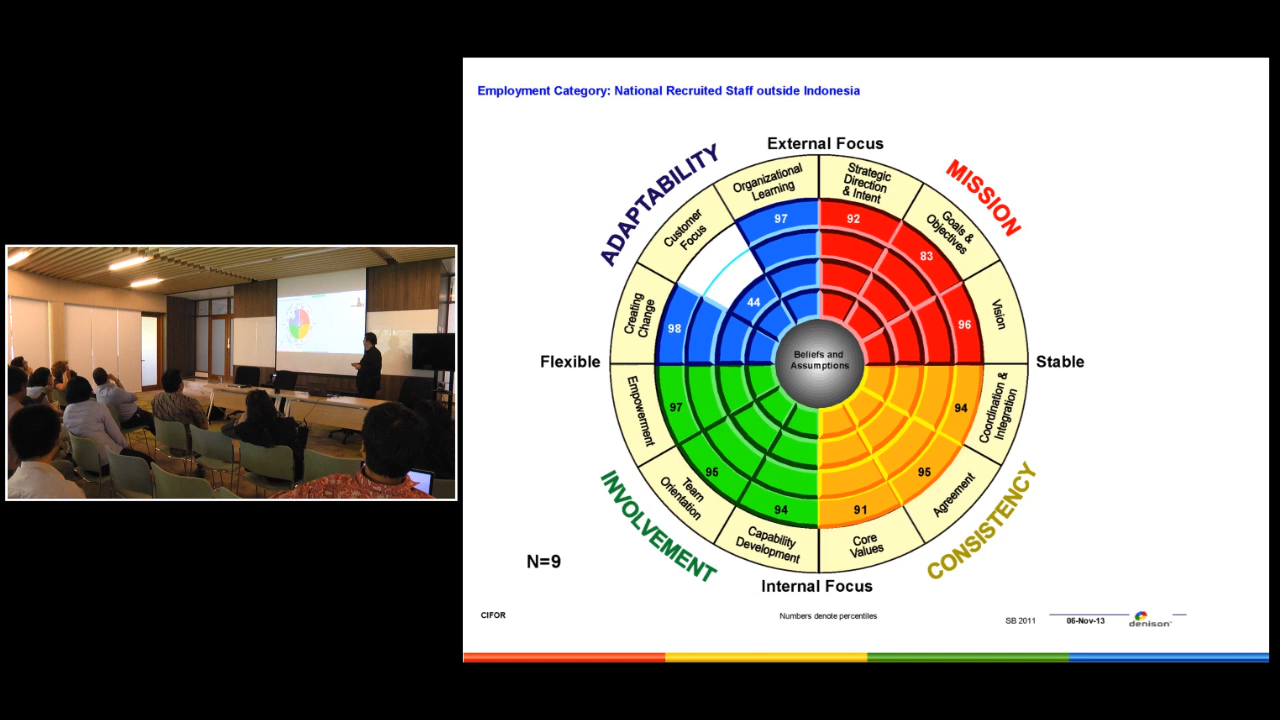 Employment Category: National Recruited Staff outside Indonesia
External Focus
ADAPTABILITY
MISSION
Organizational
Learning
Strategic
Direction
& Intent
Customer
Focus
Goals &
Objectives
Creating
Change
Vision
97
92
83
44
98
96
Flexible
Beliefs and
Assumptions
Stable
Empowerment
97
94
Coordination &
Integration
95
95
Team
Orientation
Agreement
94
91
Capability
Development
Core
Values
INVOLVEMENT
CONSISTENCY
N=9
Internal Focus
CIFOR
Numbers denote percentiles
SB 2011
06-Nov-13
denison